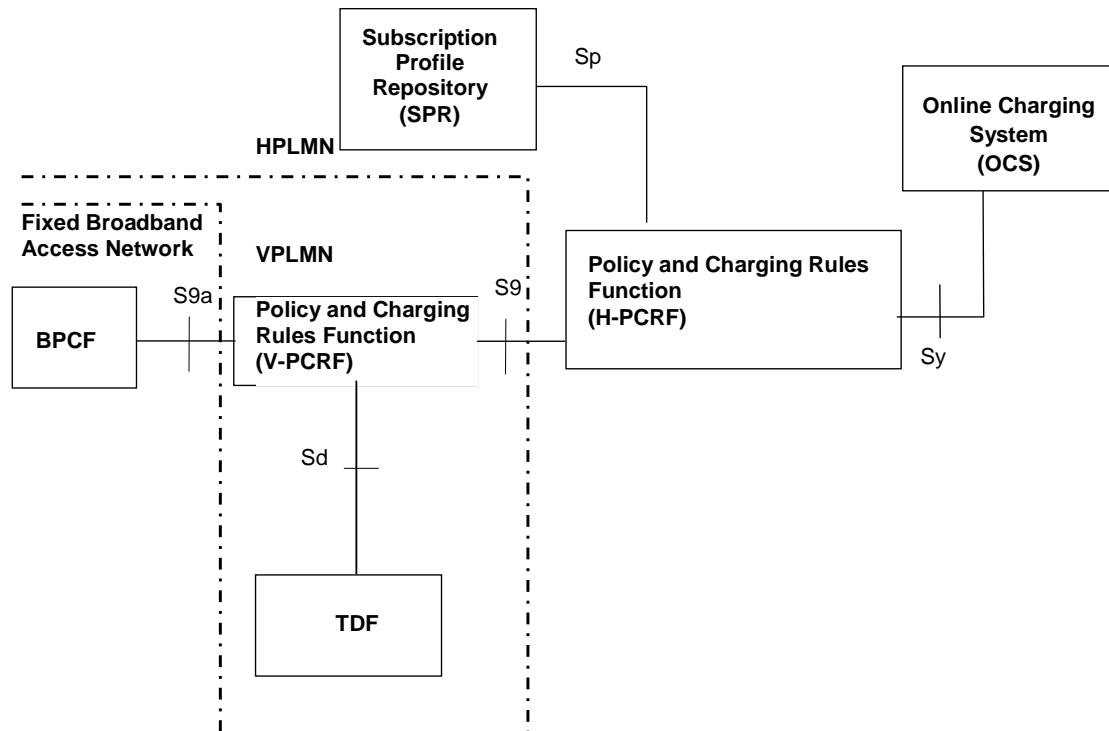 Subscription
Profile
Repository
(SPR)
Sp
Online Charging
System
(OCS)
HPLMN
Fixed Broadband
Access Network
VPLMN
S9a
S9
Policy and Charging Rules
Function
(H-PCRF)
BPCF
Policy and Charging
Rules Function
(V-PCRF)
Sy
Sd
TDF